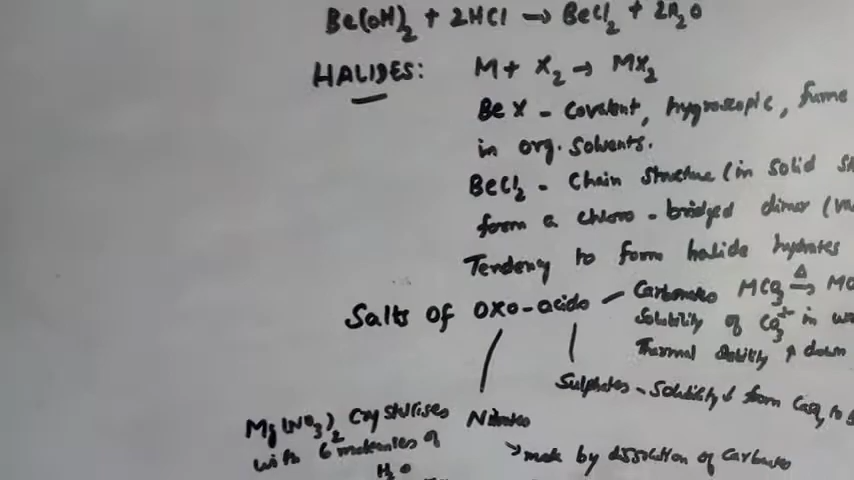 Be(OH)2 + 2HCl → BeCl2 + 2H2O
HALIDES: M + X2 → MX2
BeX - Covalent, hygroscopic, fume
in org. solvents.
BeCl2 - Chain structure (in solid
form a chloro-bridged dimer
Tendency to form halide hydrates
Salts of oxo-acids - Carbonates MCO3 Δ→
Solubility of in
Thermal down
Sulphates - Solubility ↓ from
Nitrates
Mg(NO3)2 Crystallises
with 6 molecules of
H2O
→ made by dissolution of Carbonates